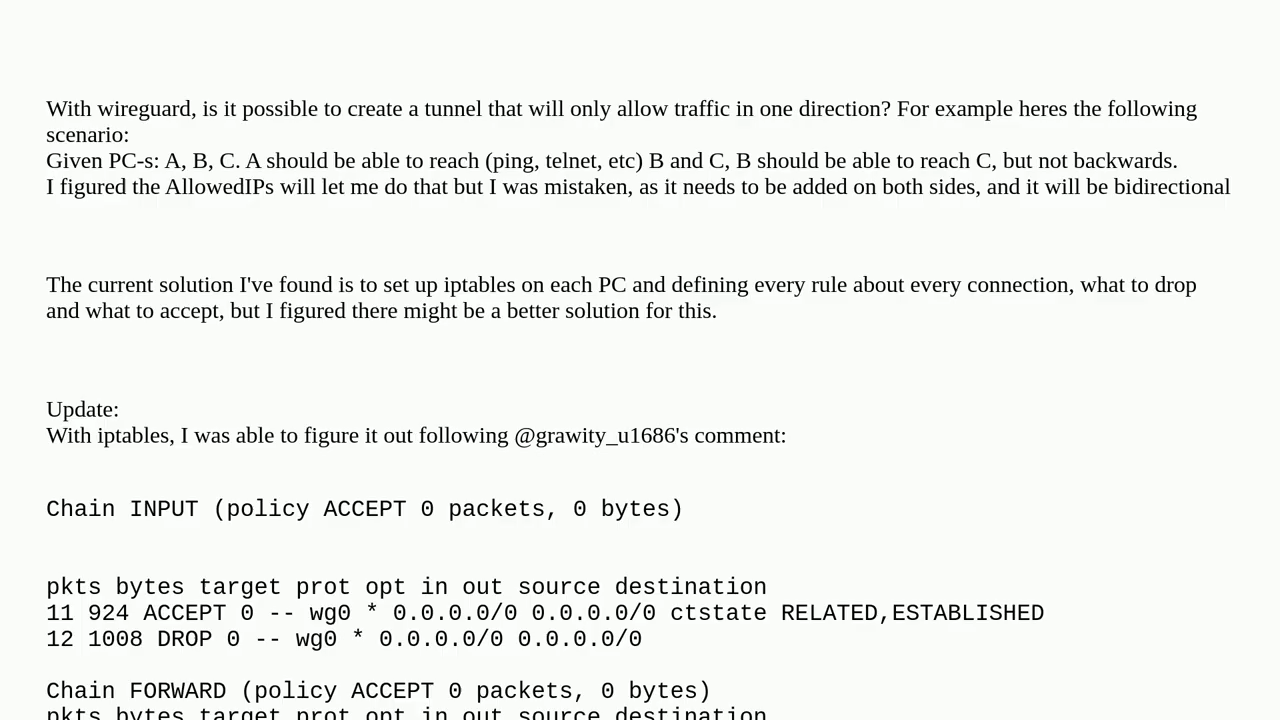 With wireguard, is it possible to create a tunnel that will only allow traffic in one direction? For example heres the following
scenario:
Given PC-s: A, B, C. A should be able to reach (ping, telnet, etc) B and C, B should be able to reach C, but not backwards.
I figured the AllowedIPs will let me do that but I was mistaken, as it needs to be added on both sides, and it will be bidirectional
The current solution I've found is to set up iptables on each PC and defining every rule about every connection, what to drop
and what to accept, but I figured there might be a better solution for this.
Update:
With iptables, I was able to figure it out following @grawity_u1686's comment:
Chain INPUT (policy ACCEPT 0 packets, 0 bytes)
pkts bytes target prot opt in out source destination
11 924 ACCEPT 0 -- wg0 * 0.0.0.0/0 0.0.0.0/0 ctstate RELATED,ESTABLISHED
12 1008 DROP 0 -- wg0 * 0.0.0.0/0 0.0.0.0/0
Chain FORWARD (policy ACCEPT 0 packets, 0 bytes)
pkts bytes target prot opt in out source destination